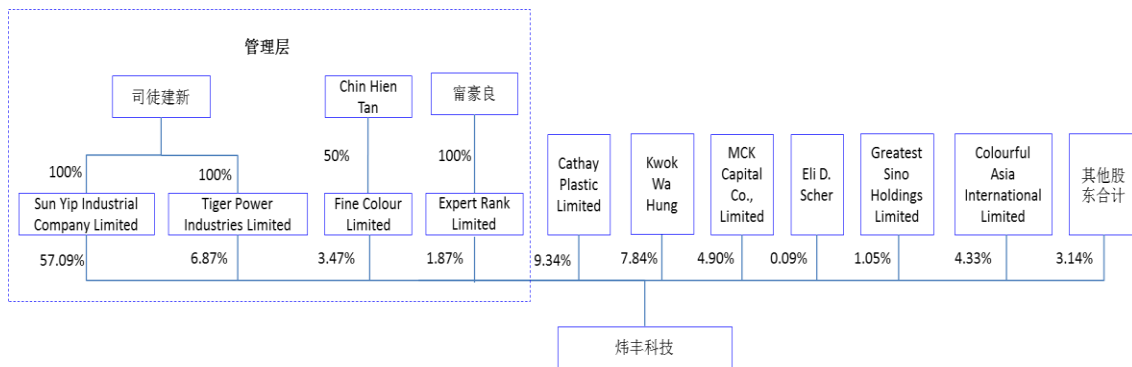 管理层
司徒建新
Chin Hien
Tan
甯豪良
100%
100%
50%
100%
Sun Yip Industrial
Company Limited
Tiger Power
Industries Limited
Fine Colour
Limited
Expert Rank
Limited
Cathay
Plastic
Limited
Kwok
Wa
Hung
MCK
Capital
Co.,
Limited
Eli D.
Scher
Greatest
Sino
Holdings
Limited
Colourful
Asia
International
Limited
其他股
东合计
57.09%
6.87%
3.47%
1.87%
9.34%
7.84%
4.90%
0.09%
1.05%
4.33%
3.14%
炜丰科技